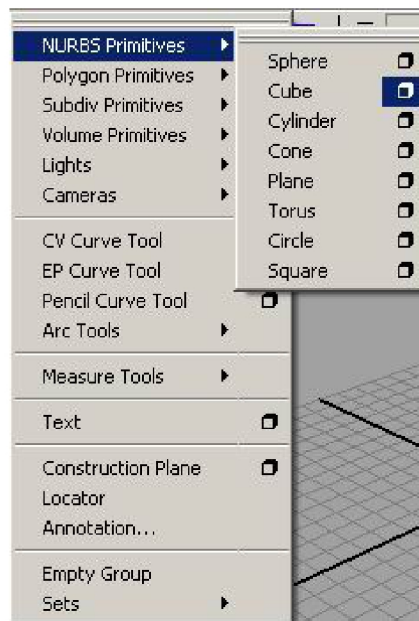 NURBS Primitives
Polygon Primitives
Subdiv Primitives
Volume Primitives
Lights
Cameras
CV Curve Tool
EP Curve Tool
Pencil Curve Tool
Arc Tools
Measure Tools
Text
Construction Plane
Locator
Annotation...
Empty Group
Sets
Sphere
Cube
Cylinder
Cone
Plane
Torus
Circle
Square